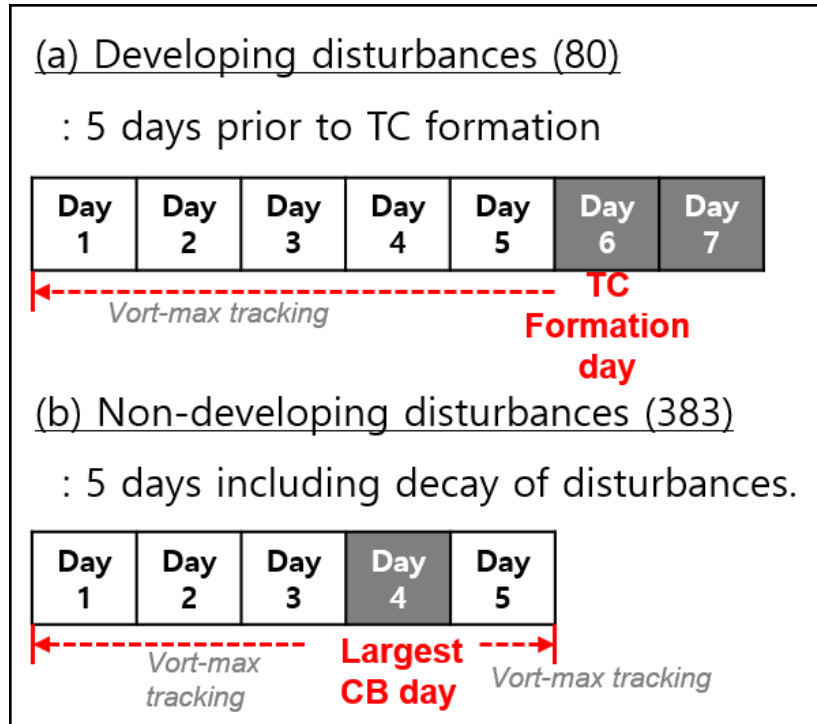 (a) Developing disturbances (80)
: 5 days prior to TC formation
Day 1 Day 2 Day 3 Day 4 Day 5 Day 6 Day 7
Vort-max tracking
TC
Formation
day
(b) Non-developing disturbances (383)
: 5 days including decay of disturbances.
Day 1 Day 2 Day 3 Day 4 Day 5
Vort-max
tracking
Largest
CB day
Vort-max tracking